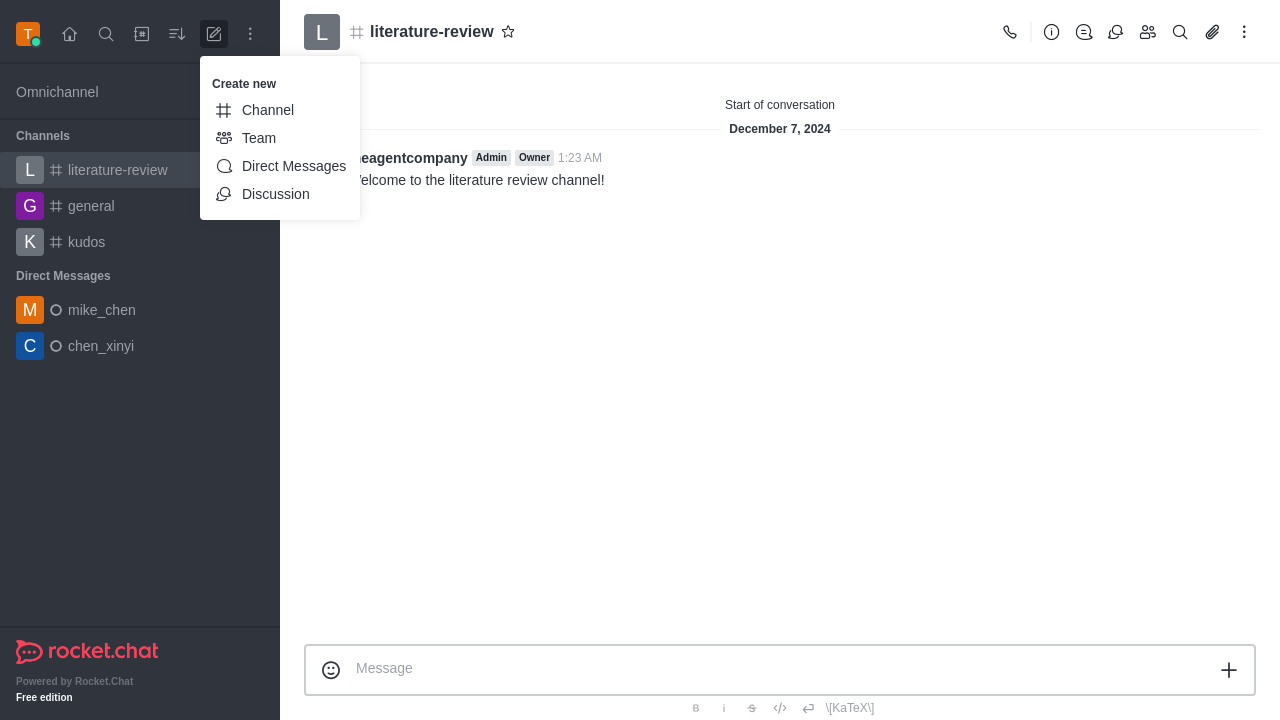 T
Omnichannel
Channels
L literature-review
G general
K kudos
Direct Messages
M mike_chen
C chen_xinyi
rocket.chat
Powered by Rocket.Chat
Free edition
Create new
Channel
Team
Direct Messages
Discussion
L literature-review
Start of conversation
December 7, 2024
eagentcompany Admin Owner 1:23 AM
elcome to the literature review channel!
Message
B i S \[KaTeX\]